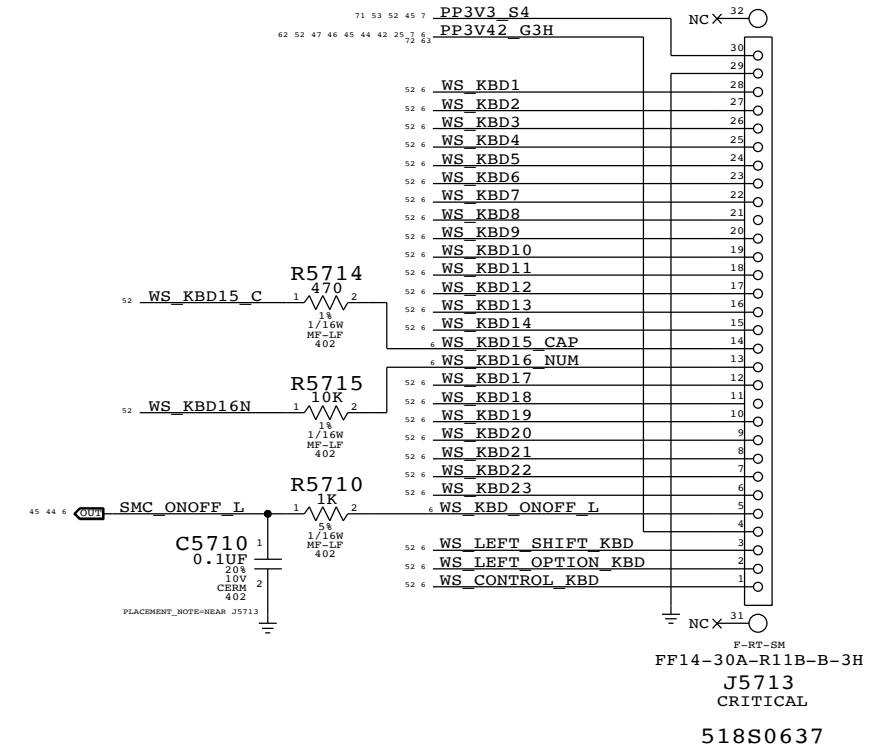 71 53 52 45 7 PP3V3_S4
NC 32
62 52 47 46 45 44 42 25 7 6 PP3V42_G3H
72 63
30
29
52 6 WS_KBD1 28
52 6 WS_KBD2 27
52 6 WS_KBD3 26
52 6 WS_KBD4 25
52 6 WS_KBD5 24
52 6 WS_KBD6 23
52 6 WS_KBD7 22
52 6 WS_KBD8 21
52 6 WS_KBD9 20
52 6 WS_KBD10 19
52 6 WS_KBD11 18
52 6 WS_KBD12 17
52 6 WS_KBD13 16
52 6 WS_KBD14 15
6 WS_KBD15_CAP 14
6 WS_KBD16_NUM 13
52 6 WS_KBD17 12
52 6 WS_KBD18 11
52 6 WS_KBD19 10
52 6 WS_KBD20 9
52 6 WS_KBD21 8
52 6 WS_KBD22 7
52 6 WS_KBD23 6
6 WS_KBD_ONOFF_L 5
4
52 6 WS_LEFT_SHIFT_KBD 3
52 6 WS_LEFT_OPTION_KBD 2
52 6 WS_CONTROL_KBD 1
R5714
470
52 WS_KBD15_C 1 2
1%
1/16W
MF-LF
402
R5715
10K
52 WS_KBD16N 1 2
1%
1/16W
MF-LF
402
R5710
1K
45 44 6 OUT SMC_ONOFF_L 1 2
5%
1/16W
MF-LF
402
C5710 1
0.1UF
20%
10V 2
CERM
402
PLACEMENT_NOTE=NEAR J5713
NC 31
F-RT-SM
FF14-30A-R11B-B-3H
J5713
CRITICAL
518S0637